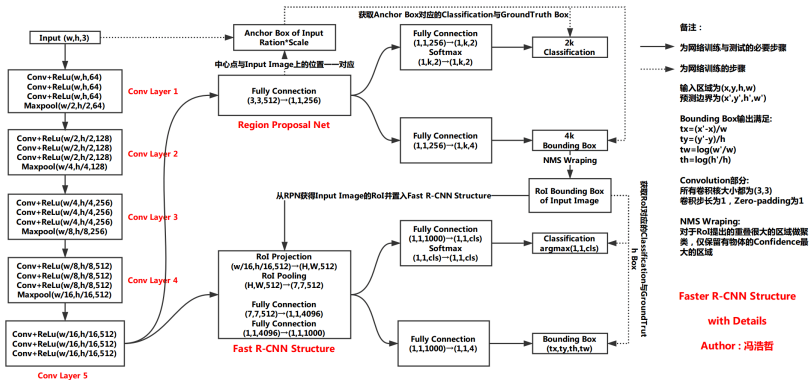 Input (w,h,3)
Conv+ReLu(w,h,64)
Conv+ReLu(w,h,64)
Conv+ReLu(w,h,64)
Maxpool(w/2,h/2,64)
Conv Layer 1
Conv+ReLu(w/2,h/2,128)
Conv+ReLu(w/2,h/2,128)
Conv+ReLu(w/2,h/2,128)
Maxpool(w/4,h/4,128)
Conv Layer 2
Conv+ReLu(w/4,h/4,256)
Conv+ReLu(w/4,h/4,256)
Conv+ReLu(w/4,h/4,256)
Maxpool(w/8,h/8,256)
Conv Layer 3
Conv+ReLu(w/8,h/8,512)
Conv+ReLu(w/8,h/8,512)
Conv+ReLu(w/8,h/8,512)
Maxpool(w/16,h/16,512)
Conv Layer 4
Conv+ReLu(w/16,h/16,512)
Conv+ReLu(w/16,h/16,512)
Conv+ReLu(w/16,h/16,512)
Conv Layer 5
Anchor Box of Input
Ration*Scale
中心点与Input Image上的位置一一对应
Fully Connection
(3,3,512)→(1,1,256)
Region Proposal Net
获取Anchor Box对应的Classification与GroundTruth Box
Fully Connection
(1,1,256)→(1,k,2)
Softmax
(1,k,2)→(1,k,2)
2k
Classification
Fully Connection
(1,1,256)→(1,k,4)
4k
Bounding Box
NMS Wraping
RoI Bounding Box
of Input Image
从RPN获得Input Image的RoI并置入Fast R-CNN Structure
RoI Projection
(w/16,h/16,512)→(H,W,512)
RoI Pooling
(H,W,512)→(7,7,512)
Fully Connection
(7,7,512)→(1,1,4096)
Fully Connection
(1,1,4096)→(1,1,1000)
Fast R-CNN Structure
Fully Connection
(1,1,1000)→(1,1,cls)
Softmax
(1,1,cls)→(1,1,cls)
Classification
argmax(1,1,cls)
Fully Connection
(1,1,1000)→(1,1,4)
Bounding Box
(tx,ty,th,tw)
获取RoI对应的Classification与GroundTrut
h Box
备注：
为网络训练与测试的必要步骤
为网络训练的步骤
输入区域为(x,y,h,w)
预测边界为(x',y',h',w')
Bounding Box输出满足:
tx=(x'-x)/w
ty=(y'-y)/h
tw=log(w'/w)
th=log(h'/h)
Convolution部分:
所有卷积核大小都为(3,3)
卷积步长为1，Zero-padding为1
NMS Wraping:
对于RoI提出的重叠很大的区域做聚
类，仅保留有物体的Confidence最
大的区域
Faster R-CNN Structure
with Details
Author : 冯浩哲